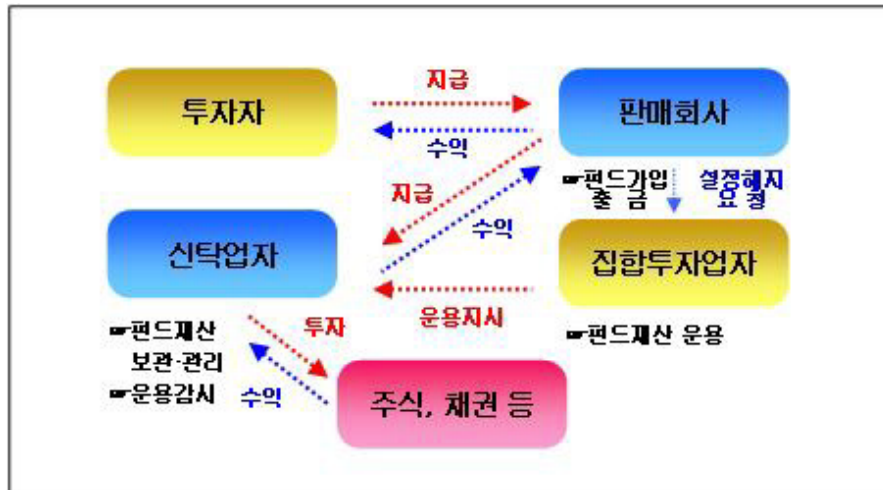 지급
투자자
판매회사
수익
☞펀드가입
출 금
설정해지
요 청
지급
수익
신탁업자
집합투자업자
운용지시
☞펀드재산 운용
☞펀드재산
보관·관리
☞운용감시
투자
수익
주식, 채권 등